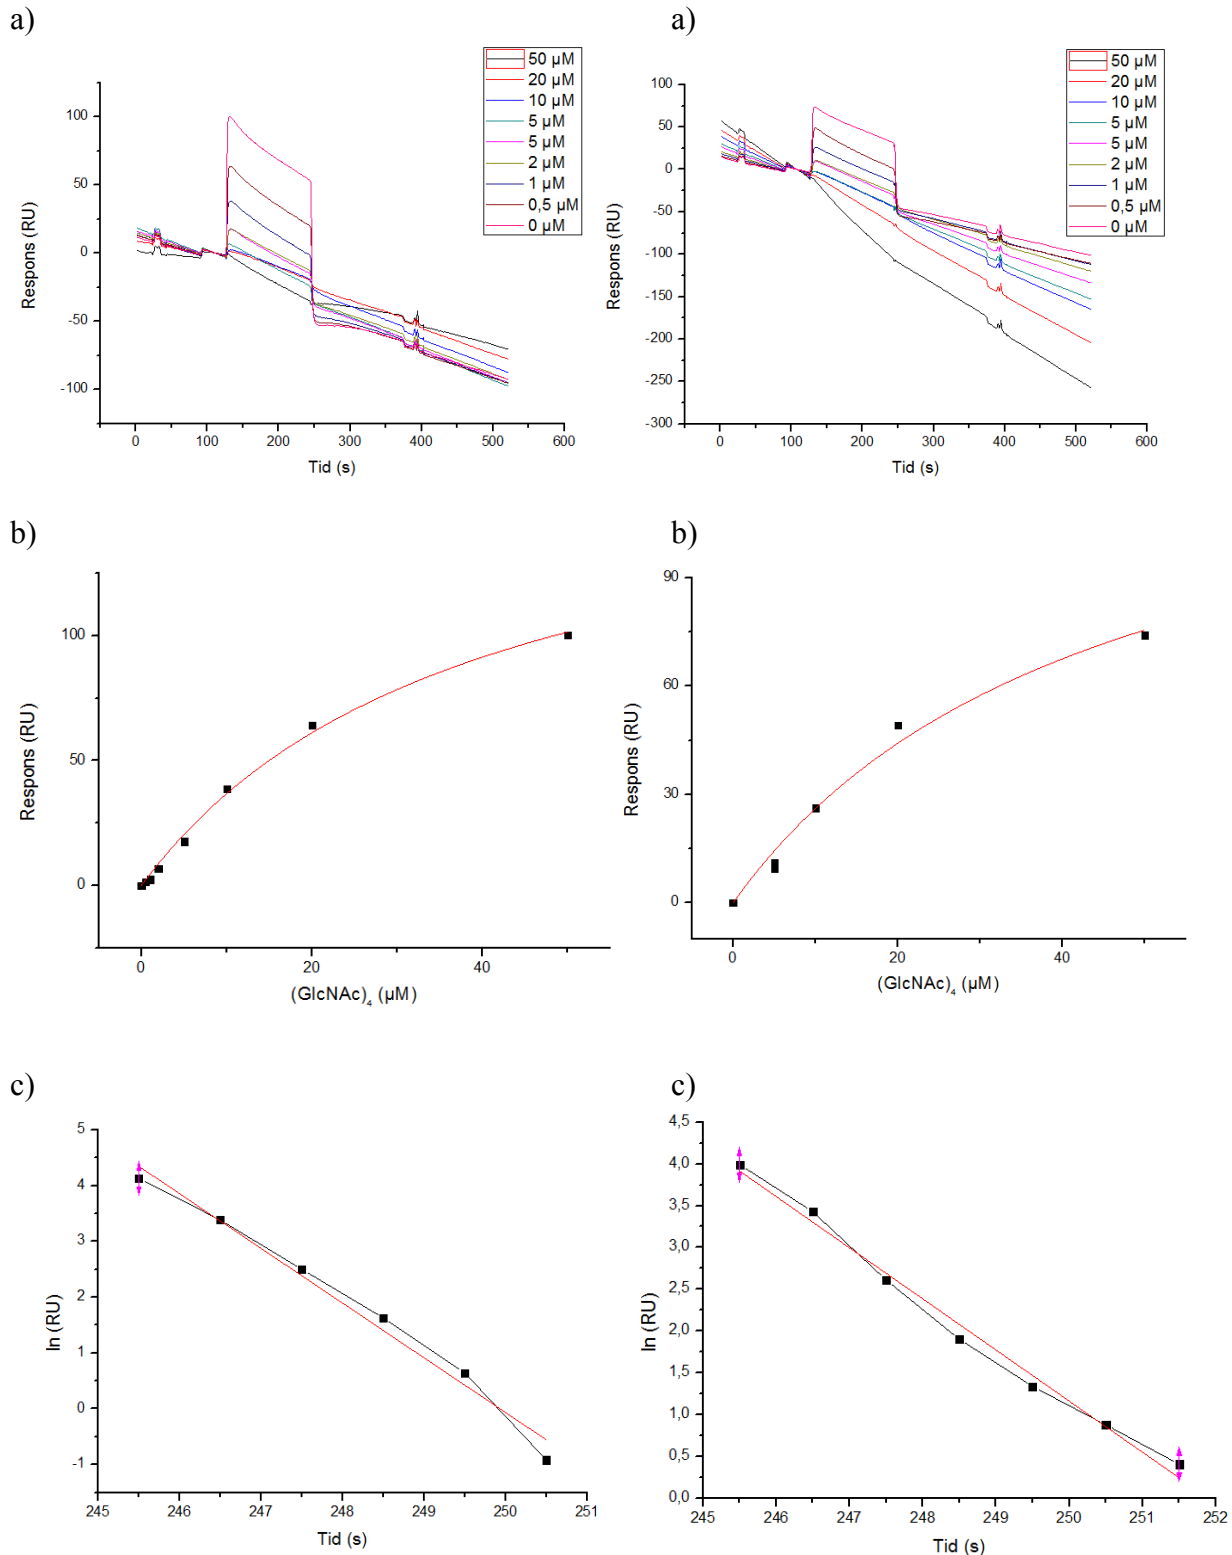 a)
50 µM
20 µM
10 µM
5 µM
5 µM
2 µM
1 µM
0,5 µM
0 µM
100
50
0
-50
-100
Respons (RU)
0 100 200 300 400 500 600
Tid (s)
a)
50 µM
20 µM
10 µM
5 µM
5 µM
2 µM
1 µM
0,5 µM
0 µM
100
50
0
-50
-100
-150
-200
-250
-300
Respons (RU)
0 100 200 300 400 500 600
Tid (s)
b)
100
50
0
Respons (RU)
0 20 40
(GlcNAc)₄ (µM)
b)
90
60
30
0
Respons (RU)
0 20 40
(GlcNAc)₄ (µM)
c)
5
4
3
2
1
0
-1
ln (RU)
245 246 247 248 249 250 251
Tid (s)
c)
4,5
4,0
3,5
3,0
2,5
2,0
1,5
1,0
0,5
0,0
ln (RU)
245 246 247 248 249 250 251 252
Tid (s)